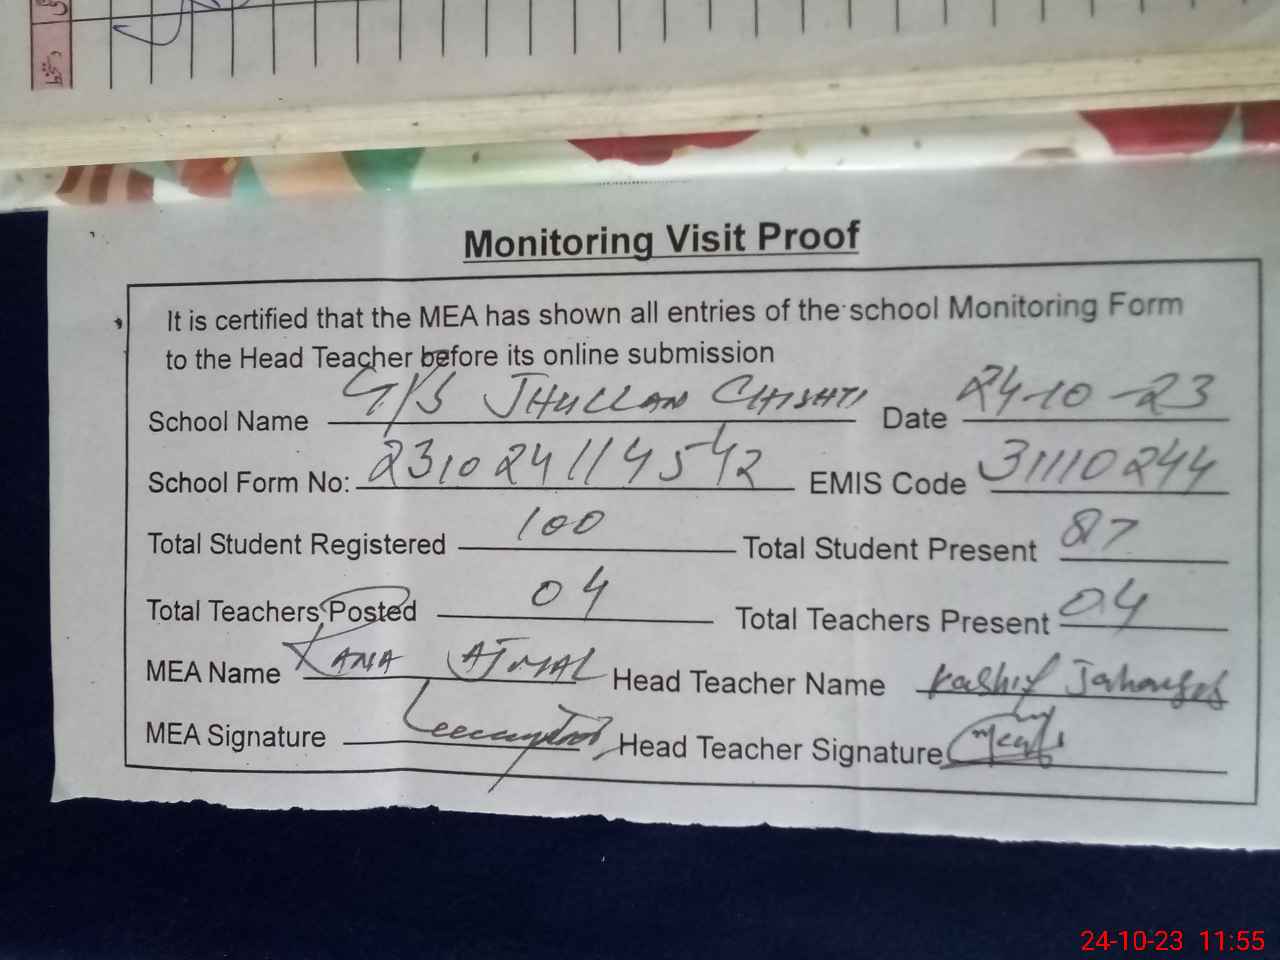 Monitoring Visit Proof
It is certified that the MEA has shown all entries of the school Monitoring Form
to the Head Teacher before its online submission
School Name G/P/S JHULLAN CHISHTI Date 24-10-23
School Form No: 231024114542 EMIS Code 31110244
Total Student Registered 100 Total Student Present 87
Total Teachers Posted 04 Total Teachers Present 04
MEA Name RANA AJMAL Head Teacher Name Kashif
MEA Signature Head Teacher Signature
24-10-23 11:55